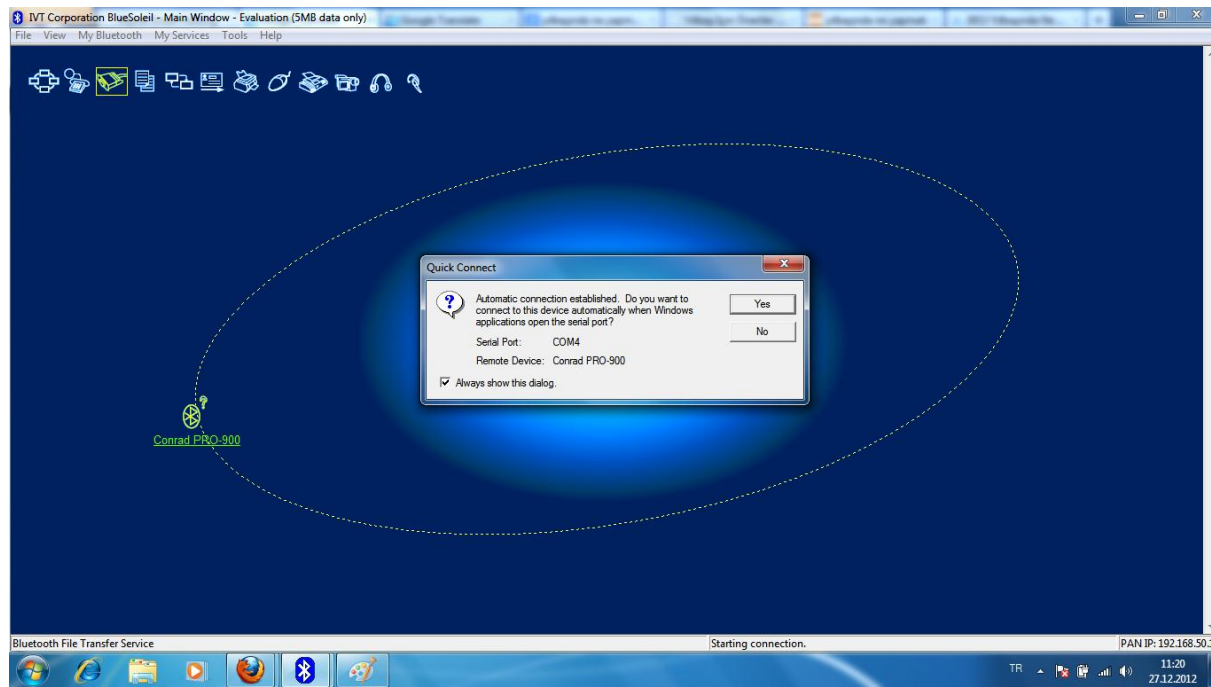 IVT Corporation BlueSoleil - Main Window - Evaluation (5MB data only)
File View My Bluetooth My Services Tools Help
Quick Connect
Automatic connection established. Do you want to
connect to this device automatically when Windows
applications open the serial port?
Yes
No
Serial Port: COM4
Remote Device: Conrad PRO-900
Always show this dialog.
Conrad PRO-900
Bluetooth File Transfer Service Starting connection. PAN IP: 192.168.50.
TR 11:20
27.12.2012